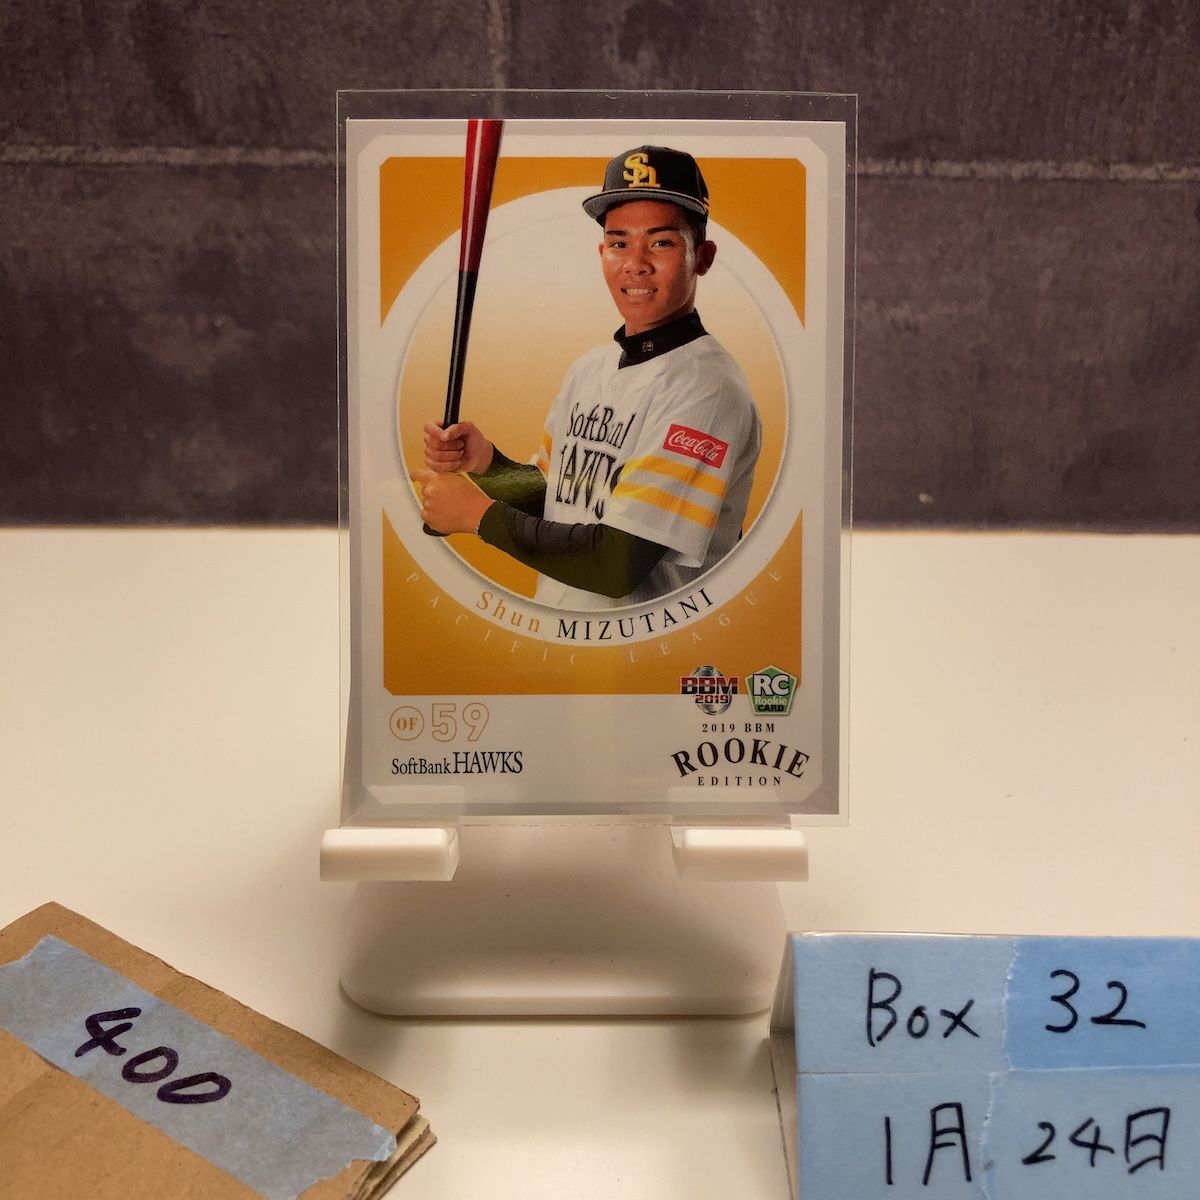 Sh
SoftBank
HAWKS
Coca-Cola
Shun MIZUTANI
PACIFIC LEAGUE
BBM
2019
RC
Rookie
CARD
OF 59
SoftBank HAWKS
2019 BBM
ROOKIE
EDITION
400
Box 32
1月 24日